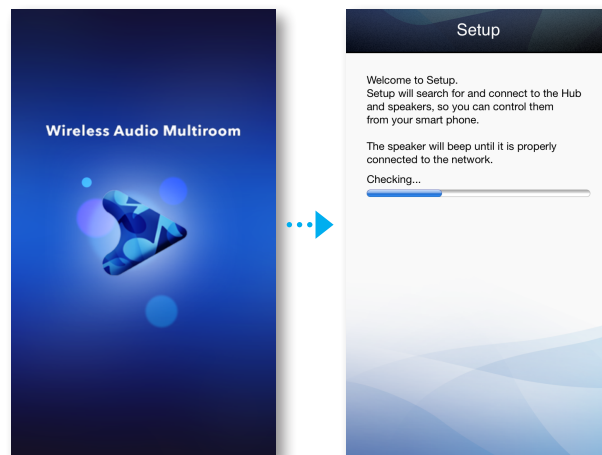 Wireless Audio Multiroom
Setup
Welcome to Setup.
Setup will search for and connect to the Hub
and speakers, so you can control them
from your smart phone.
The speaker will beep until it is properly
connected to the network.
Checking...